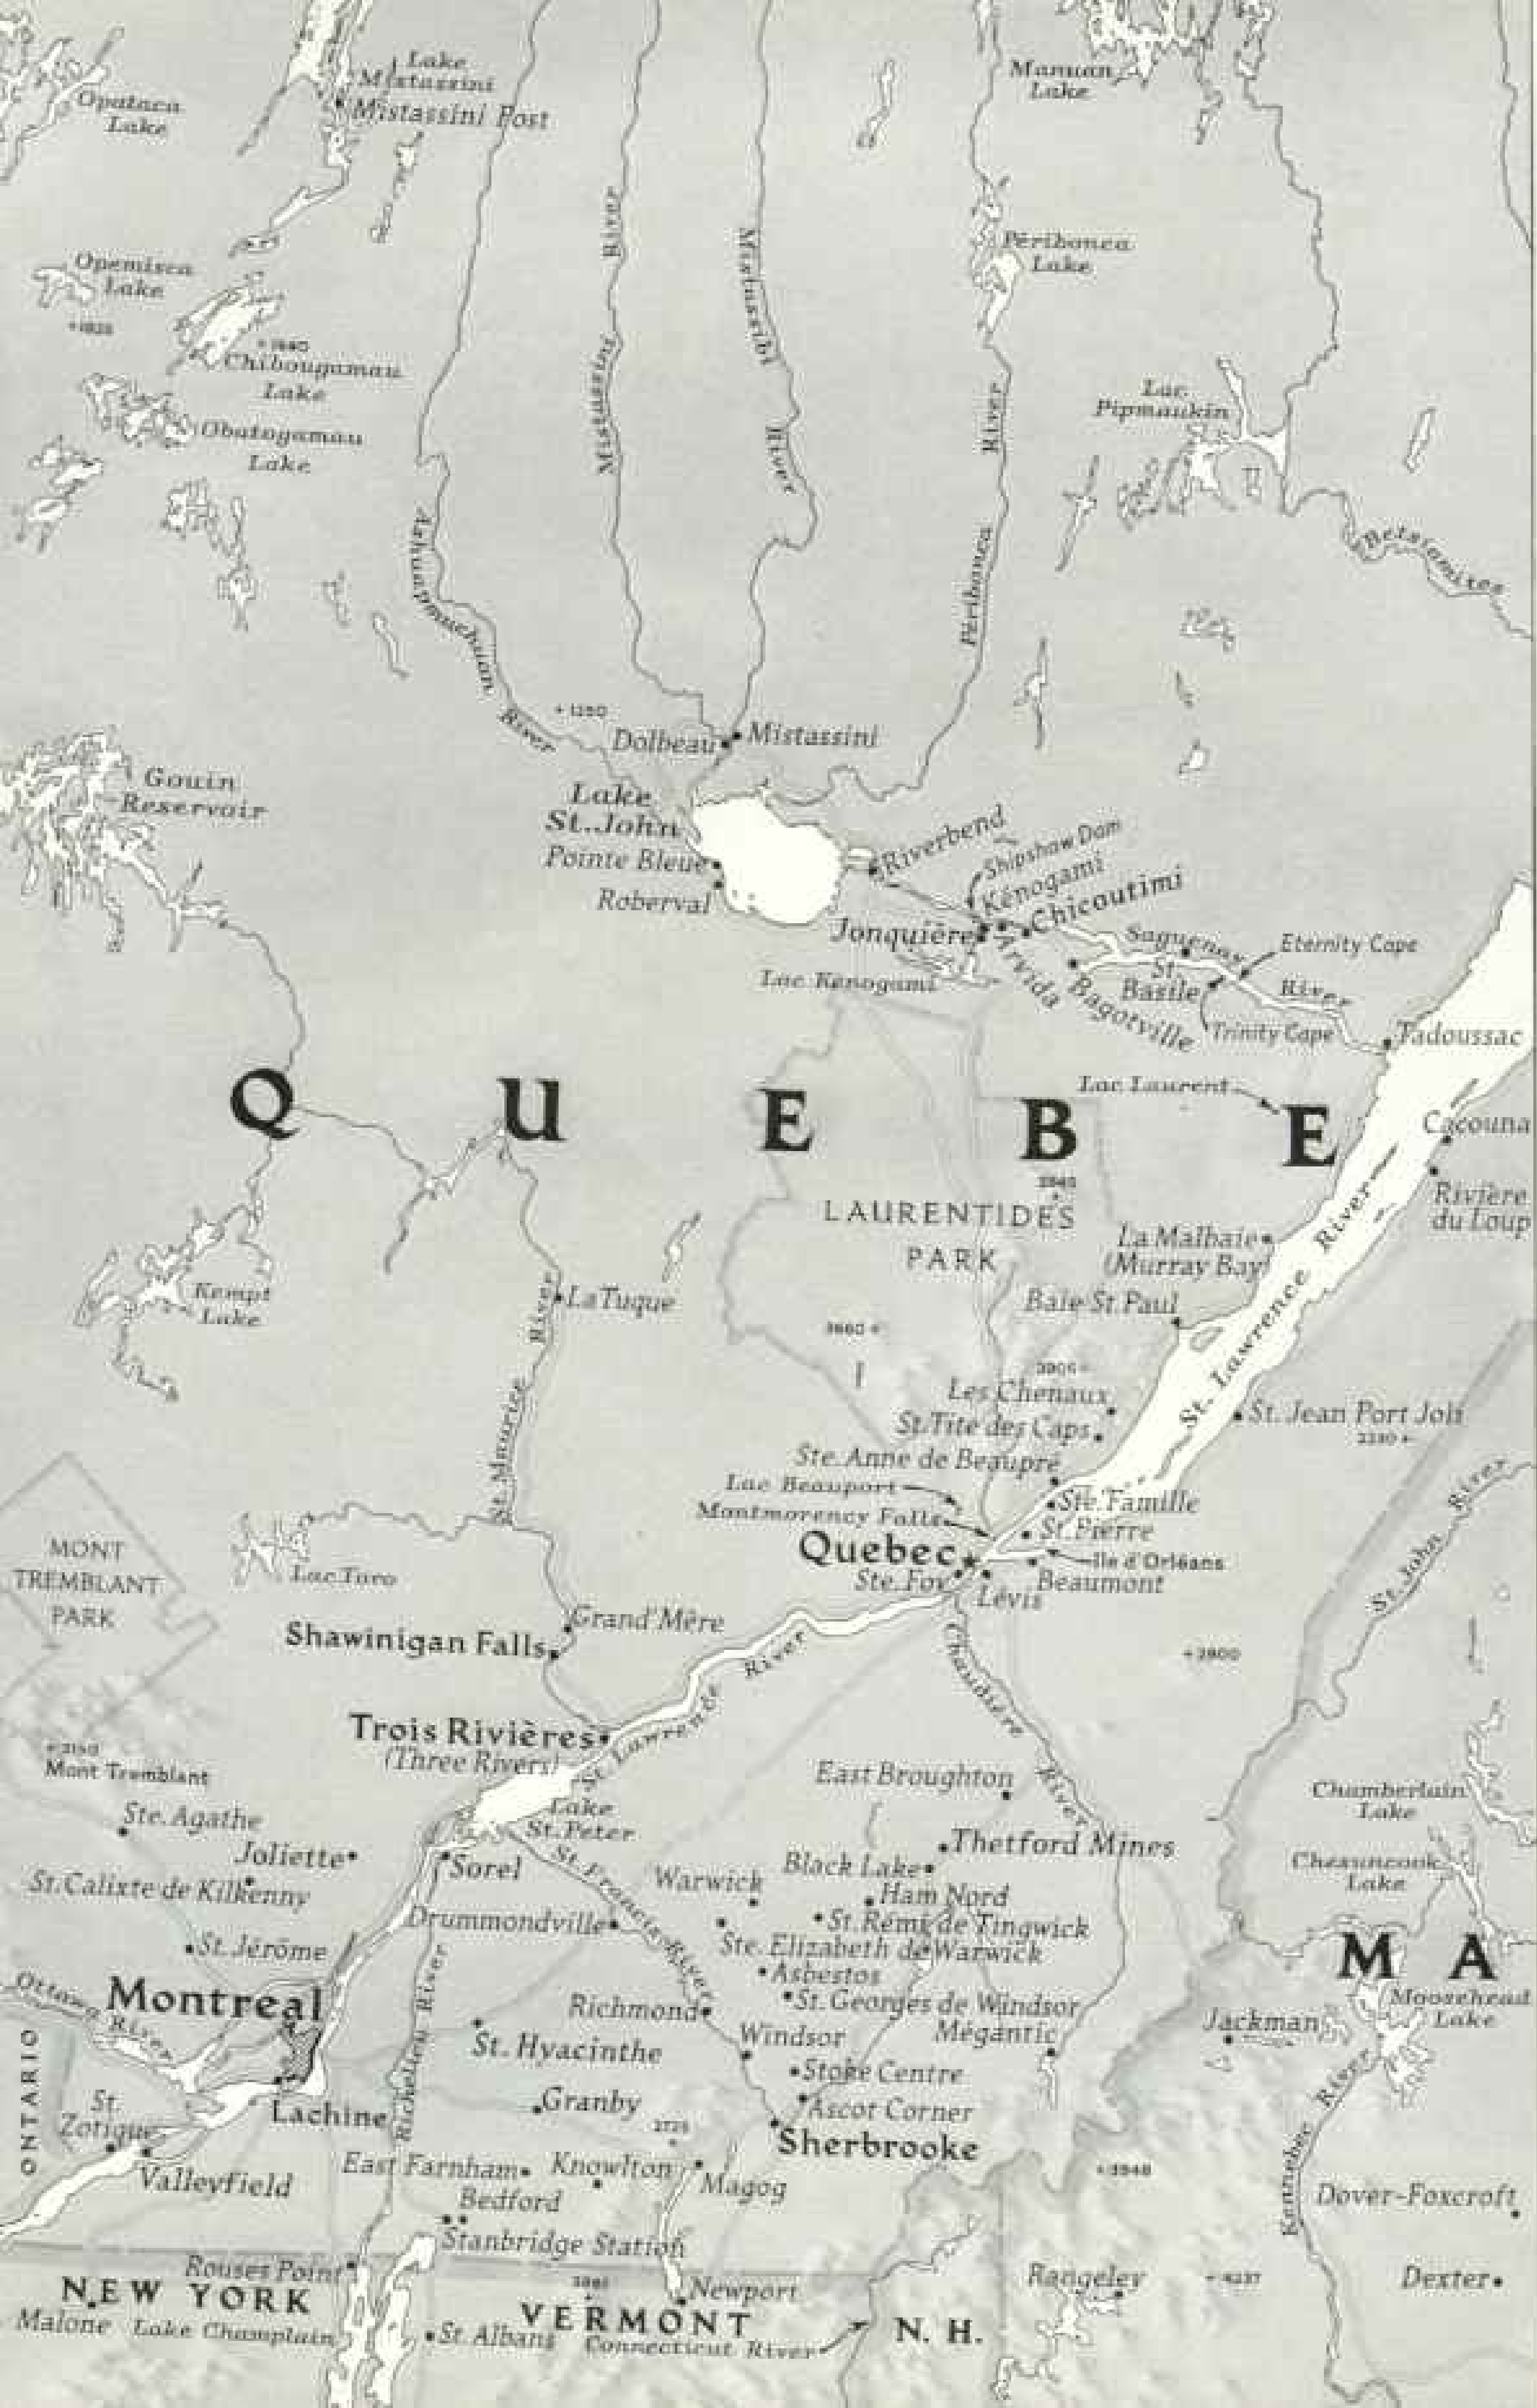 Lake
Mistassini
Mistassini Post
Manuan
Lake
Opataca
Lake
River
Mistassini
Mistassibi
River
Péribonca
Lake
Opemisca
Lake
Chibougamau
Lake
Obatogamau
Lake
Lac
Pipmaukin
River
Péribonca
Betsiamites
Ashuapmuchuan
River
+1250
Dolbeau
Mistassini
Gouin
Reservoir
Lake
St. John
Pointe Bleue
Roberval
Riverbend
Shipshaw Dam
Kénogami
Chicoutimi
Jonquière
Arvida
Lac Kenogami
Saguenay
River
Eternity Cape
St.
Basile
Bagotville
Trinity Cape
Tadoussac
Lac Laurent
QUEBE
Cacouna
Rivière
du Loup
LAURENTIDES
PARK
La Malbaie
(Murray Bay)
Baie St. Paul
Kempt
Lake
La Tuque
St. Maurice
River
3660+
3905
Les Chenaux
St. Tite des Caps
Ste. Anne de Beaupré
St. Lawrence River
St. Jean Port Joli
Lac Beauport
Montmorency Falls
Ste. Famille
St. Pierre
Quebec
Ile d'Orléans
Ste. Foy
Lévis
Beaumont
MONT
TREMBLANT
PARK
Lac Turo
St. John River
Grand'Mère
Shawinigan Falls
+2900
Trois Rivières
(Three Rivers)
St. Lawrence River
Chaudière
River
+3150
Mont Tremblant
East Broughton
Chamberlain
Lake
Lake
St. Peter
Ste. Agathe
Joliette
Sorel
St. Francis River
Thetford Mines
Black Lake
Warwick
Chesuncook
Lake
St. Calixte de Kilkenny
Ham Nord
Drummondville
St. Rémi de Tingwick
Ste. Elizabeth de Warwick
St. Jérôme
Asbestos
MA
Ottawa
River
Montreal
Richelieu River
Richmond
St. Georges de Windsor
Moosehead
Lake
Jackman
St. Hyacinthe
Windsor
Mégantic
Stoke Centre
ONTARIO
St.
Zotique
Lachine
Granby
Ascot Corner
Sherbrooke
Kennebec River
Valleyfield
East Farnham
Knowlton
Magog
+3948
Dover-Foxcroft
Bedford
Stanbridge Station
Rouses Point
NEW YORK
Newport
Rangeley
Dexter
Malone
Lake Champlain
St. Albans
VERMONT
Connecticut River
N. H.